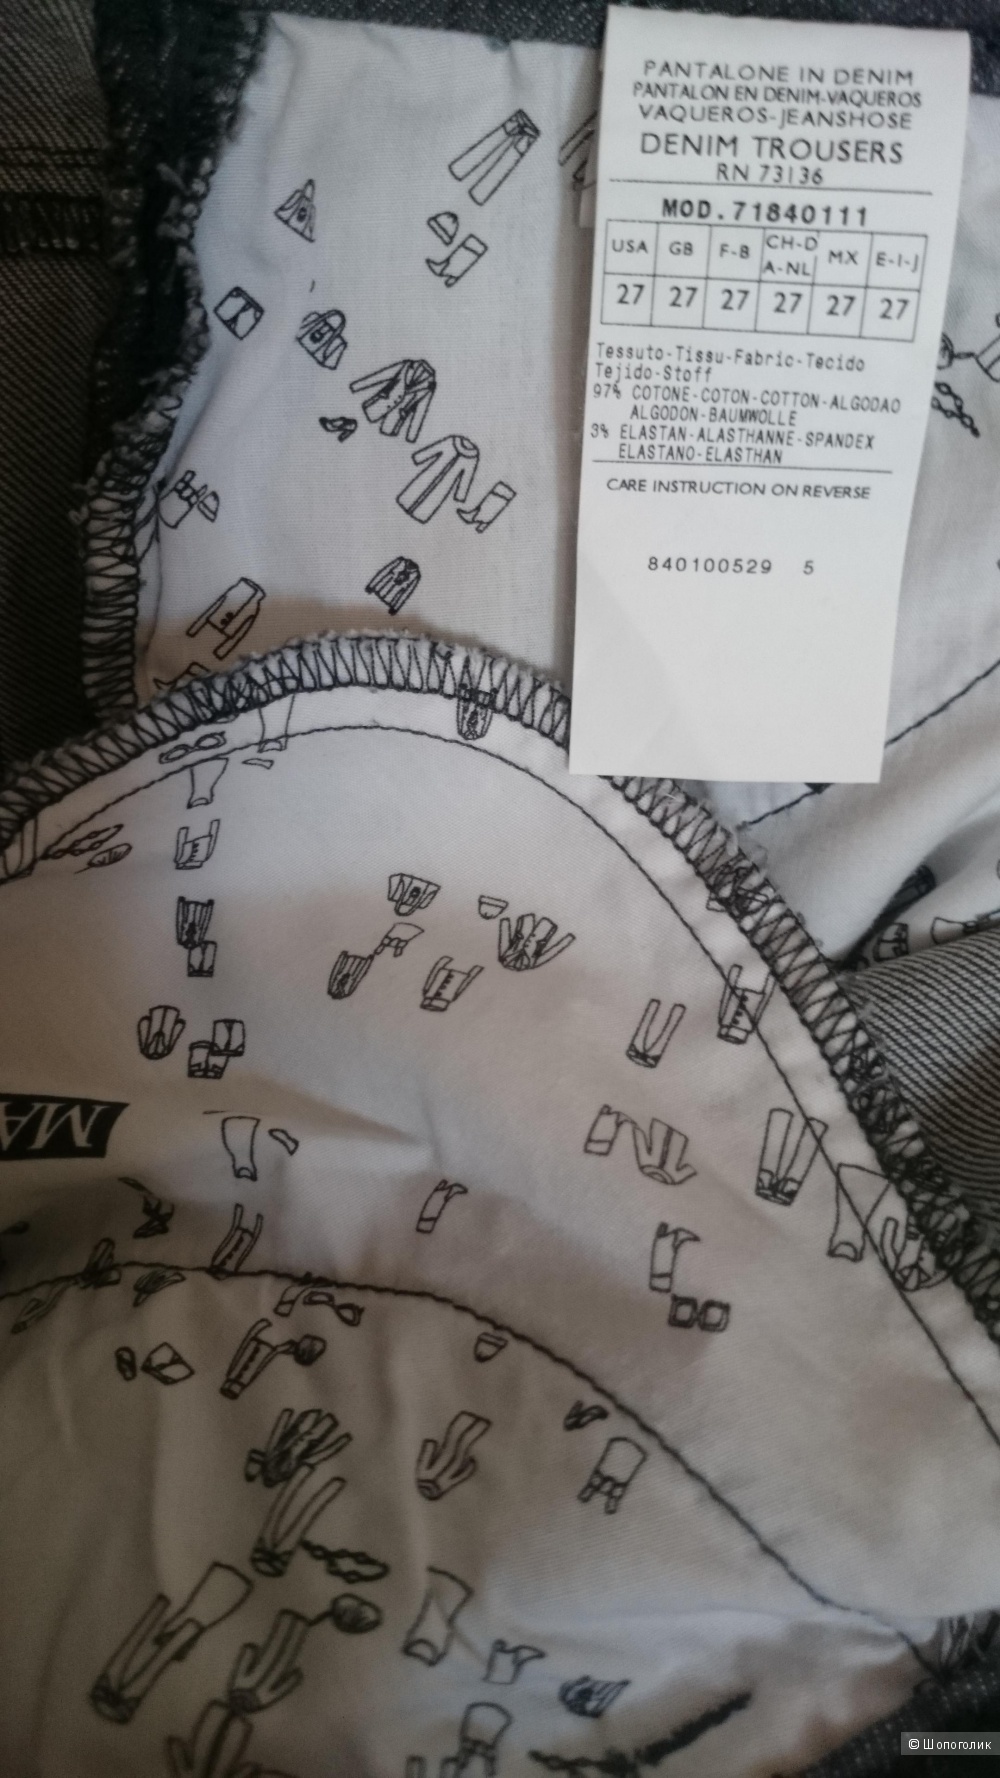 PANTALONE IN DENIM
PANTALON EN DENIM-VAQUEROS
VAQUEROS-JEANSHOSE
DENIM TROUSERS
RN 73136
MOD.71840111
USA GB F-B CH-D A-NL MX E-I-J
27 27 27 27 27 27
Tessuto-Tissu-Fabric-Tecido
Tejido-Stoff
97% COTONE-COTON-COTTON-ALGODAO
ALGODON-BAUMWOLLE
3% ELASTAN-ALASTHANNE-SPANDEX
ELASTANO-ELASTHAN
CARE INSTRUCTION ON REVERSE
840100529 5
MA
© Шопоголик